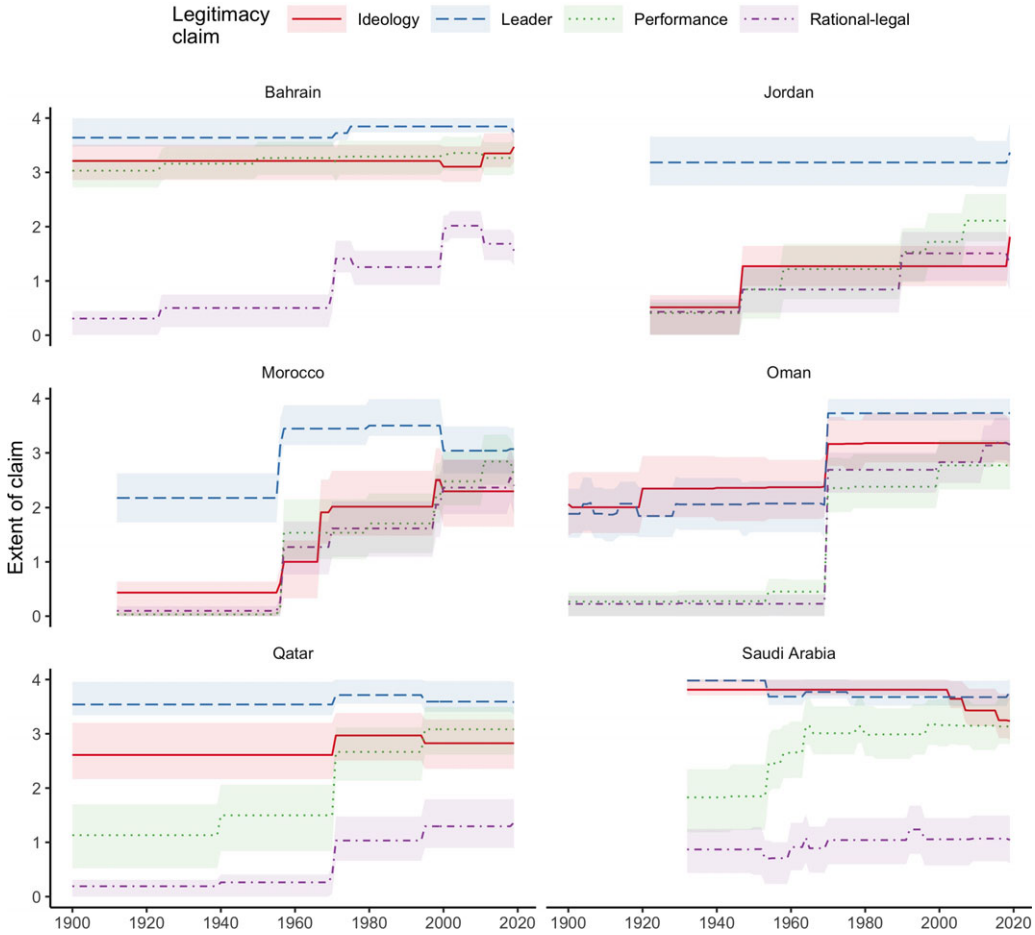 Legitimacy
claim
Ideology Leader Performance Rational-legal
Bahrain Jordan
4
3
2
1
0
Morocco Oman
4
3
2
1
0
Extent of claim
Qatar Saudi Arabia
4
3
2
1
0
1900 1920 1940 1960 1980 2000 2020 1900 1920 1940 1960 1980 2000 2020